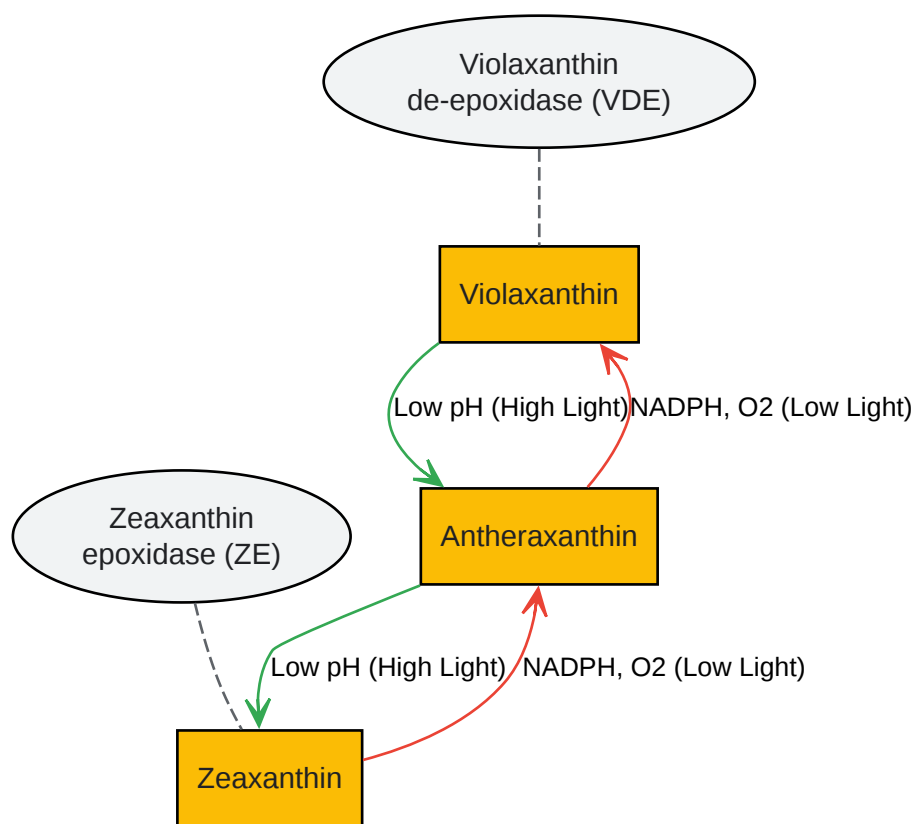 Violaxanthin
de-epoxidase (VDE)
Violaxanthin
Low pH (High Light)
NADPH, O2 (Low Light)
Antheraxanthin
Zeaxanthin
epoxidase (ZE)
Low pH (High Light)
NADPH, O2 (Low Light)
Zeaxanthin